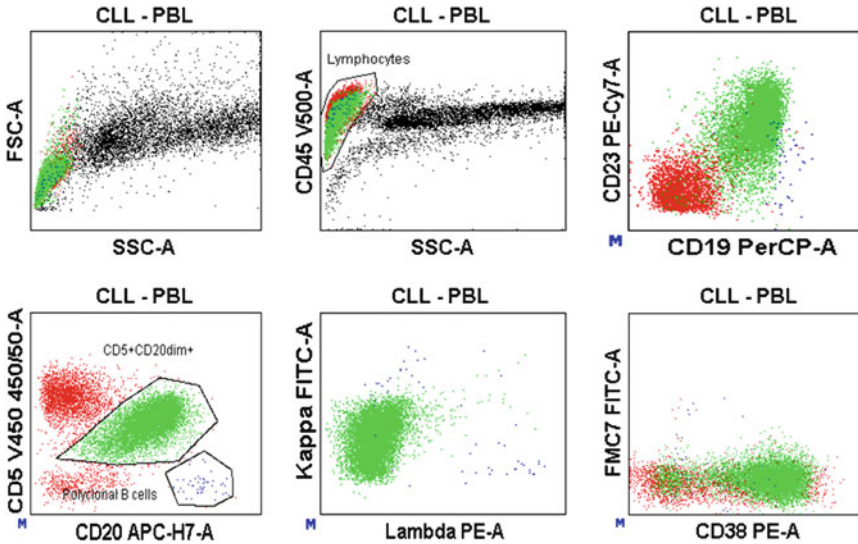 CLL - PBL
FSC-A
SSC-A
CLL - PBL
Lymphocytes
CD45 V500-A
SSC-A
CLL - PBL
CD23 PE-Cy7-A
M
CD19 PerCP-A
CLL - PBL
CD5+CD20dim+
CD5 V450 450/50-A
Polyclonal B cells
M
CD20 APC-H7-A
CLL - PBL
Kappa FITC-A
M
Lambda PE-A
CLL - PBL
FMC7 FITC-A
M
CD38 PE-A